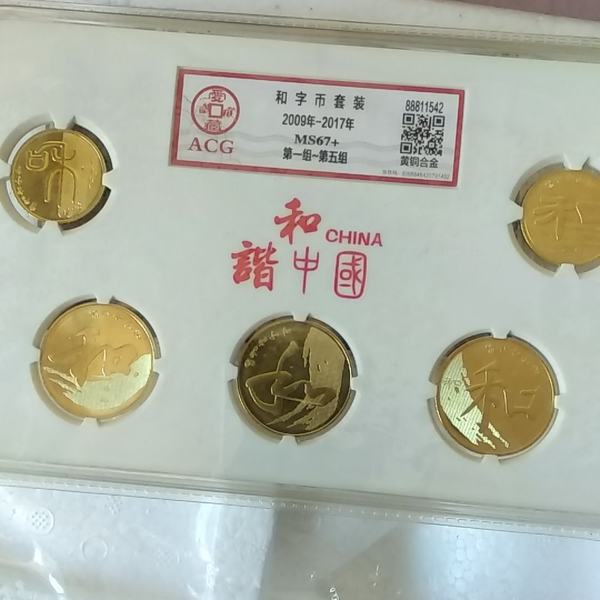 和字币套装
88811542
2009年-2017年
MS67+
ACG
第一组~第五组
黄铜合金
和
CHINA
諧中國
和